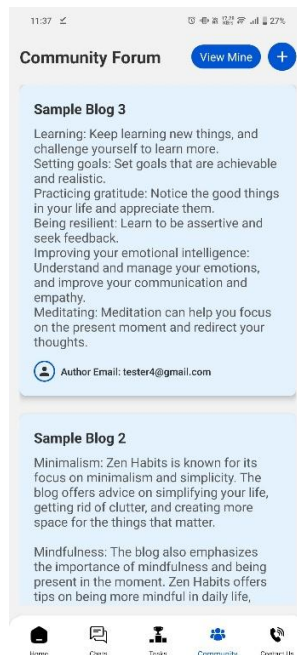 11:37
27%
Community Forum
View Mine
+
Sample Blog 3
Learning: Keep learning new things, and
challenge yourself to learn more.
Setting goals: Set goals that are achievable
and realistic.
Practicing gratitude: Notice the good things
in your life and appreciate them.
Being resilient: Learn to be assertive and
seek feedback.
Improving your emotional intelligence:
Understand and manage your emotions,
and improve your communication and
empathy.
Meditating: Meditation can help you focus
on the present moment and redirect your
thoughts.
Author Email: tester4@gmail.com
Sample Blog 2
Minimalism: Zen Habits is known for its
focus on minimalism and simplicity. The
blog offers advice on simplifying your life,
getting rid of clutter, and creating more
space for the things that matter.
Mindfulness: The blog also emphasizes
the importance of mindfulness and being
present in the moment. Zen Habits offers
tips on being more mindful in daily life,
Home
Tasks
Community
Contact Us